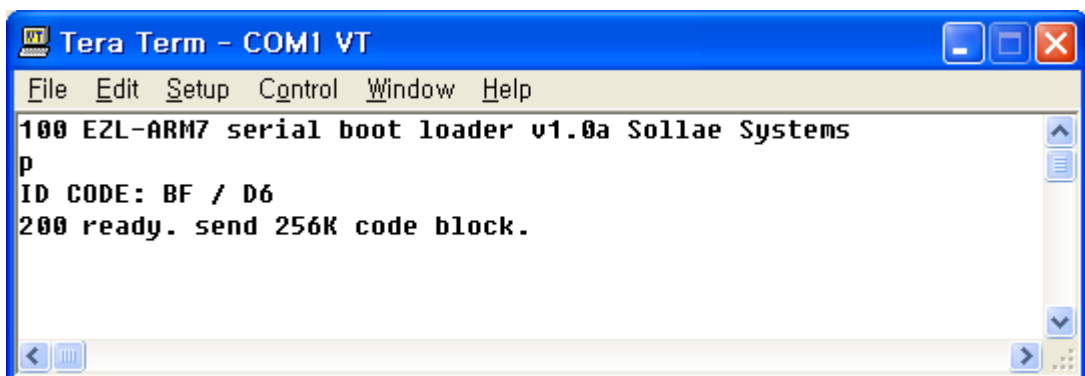 Tera Term - COM1 VT
File Edit Setup Control Window Help
100 EZL-ARM7 serial boot loader v1.0a Sollae Systems
p
ID CODE: BF / D6
200 ready. send 256K code block.